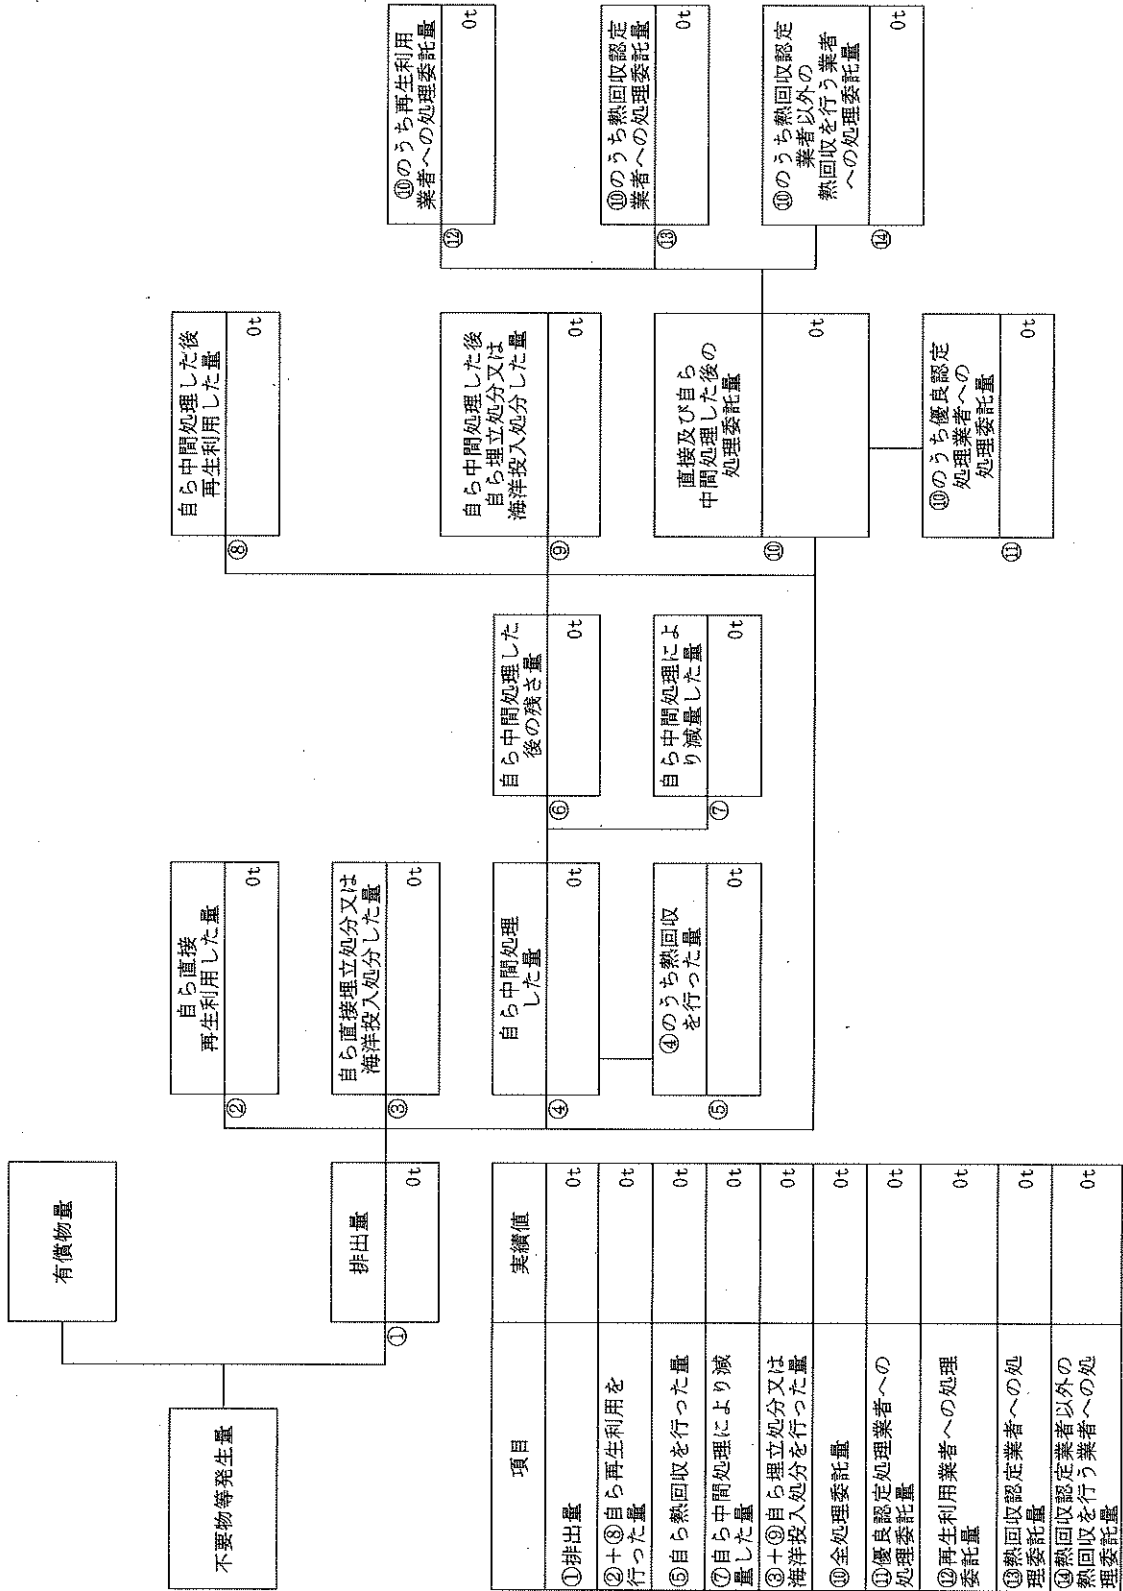 不要物等発生量
有償物量
①
排出量
0t
②
自ら直接
再生利用した量
0t
③
自ら直接埋立処分又は
海洋投入処分した量
0t
④
自ら中間処理
した量
0t
⑤
④のうち熱回収
を行った量
0t
⑥
自ら中間処理した
後の残さ量
0t
⑦
自ら中間処理によ
り減量した量
0t
⑧
自ら中間処理した後
再生利用した量
0t
⑨
自ら中間処理した後
自ら埋立処分又は
海洋投入処分した量
0t
⑩
直接及び自ら
中間処理した後の
処理委託量
0t
⑪
⑩のうち優良認定
処理業者への
処理委託量
0t
⑫
⑩のうち再生利用
業者への処理委託量
0t
⑬
⑩のうち熱回収認定
業者への処理委託量
0t
⑭
⑩のうち熱回収認定
業者以外の
熱回収を行う業者
への処理委託量
0t
項目 実績値
①排出量 0t
②+⑧自ら再生利用を
行った量 0t
⑤自ら熱回収を行った量 0t
⑦自ら中間処理により減
量した量 0t
③+⑨自ら埋立処分又は
海洋投入処分を行った量 0t
⑩全処理委託量 0t
⑪優良認定処理業者への
処理委託量 0t
⑫再生利用業者への処理
委託量 0t
⑬熱回収認定業者への処
理委託量 0t
⑭熱回収認定業者以外の
熱回収を行う業者への処
理委託量 0t